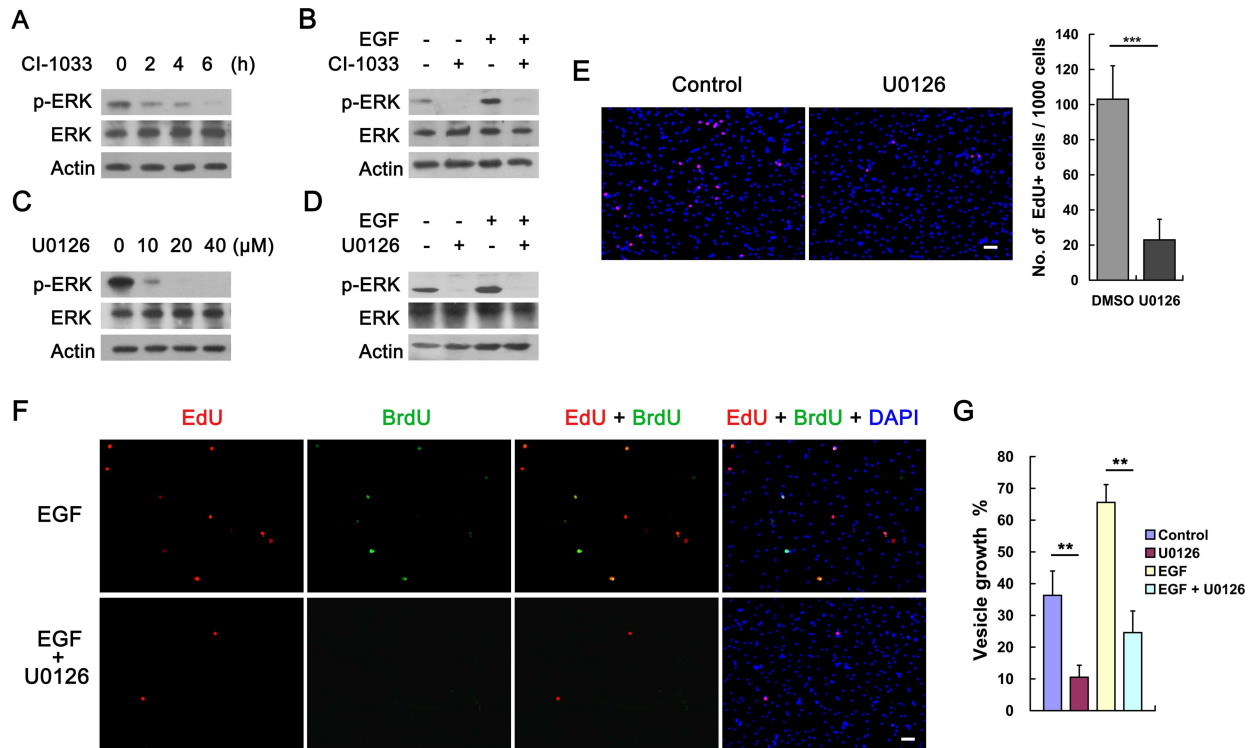 A
CI-1033 0 2 4 6 (h)
p-ERK
ERK
Actin
B
EGF - - + +
CI-1033 - + - +
p-ERK
ERK
Actin
C
U0126 0 10 20 40 (µM)
p-ERK
ERK
Actin
D
EGF - - + +
U0126 - + - +
p-ERK
ERK
Actin
E
Control U0126
No. of EdU+ cells / 1000 cells
140
120
100
80
60
40
20
0
***
DMSO U0126
F
EdU BrdU EdU + BrdU EdU + BrdU + DAPI
EGF
EGF
+
U0126
G
Vesicle growth %
80
70
60
50
40
30
20
10
0
**
**
Control
U0126
EGF
EGF + U0126